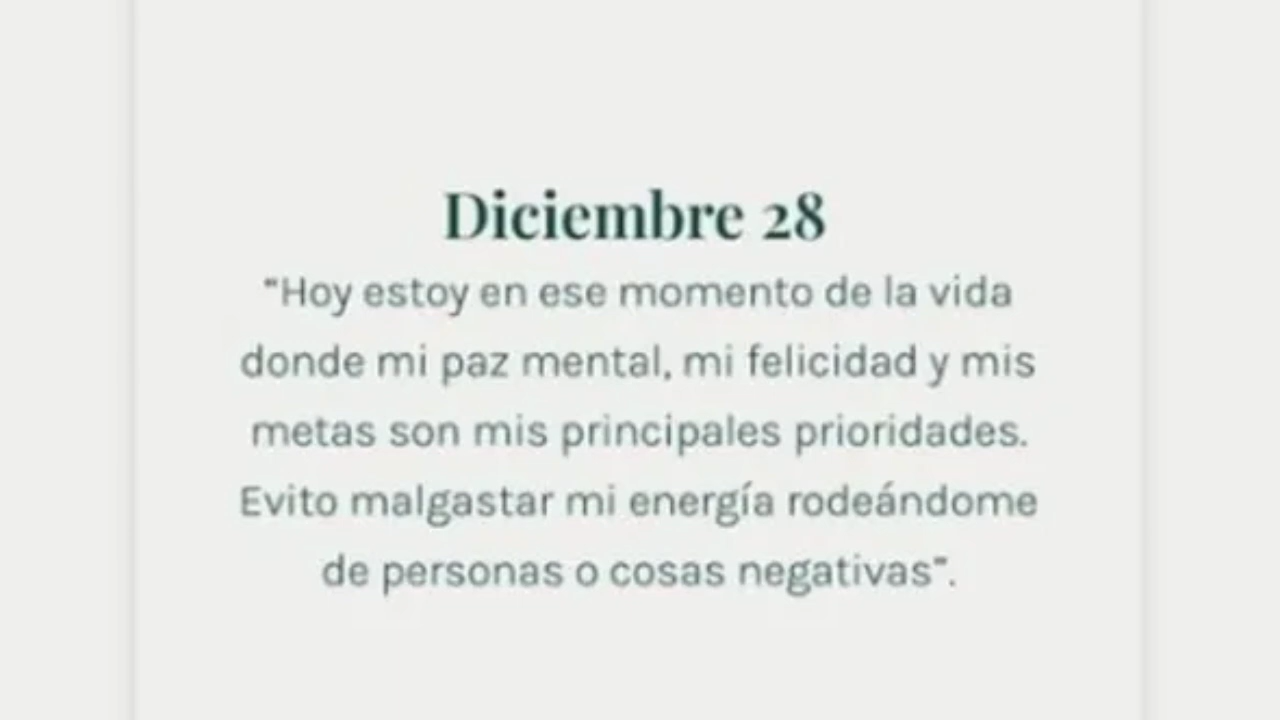 Diciembre 28
“Hoy estoy en ese momento de la vida
donde mi paz mental, mi felicidad y mis
metas son mis principales prioridades.
Evito malgastar mi energía rodeándome
de personas o cosas negativas”.